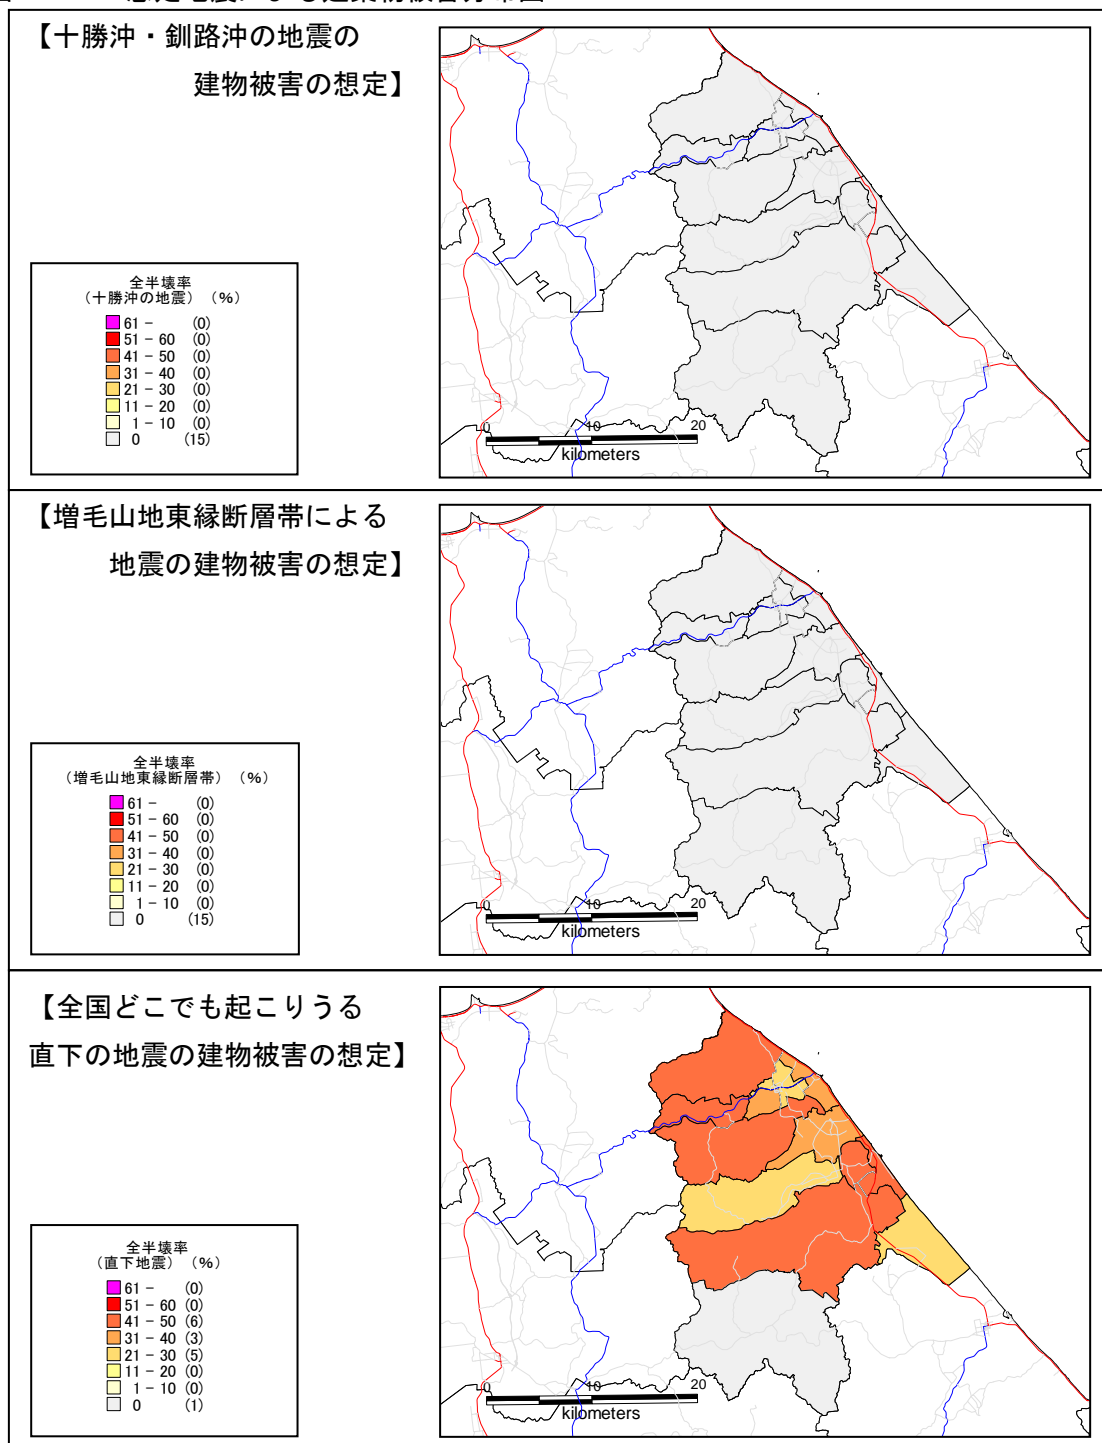 【十勝沖・釧路沖の地震の
建物被害の想定】
全半壊率
（十勝沖の地震）（%）
61 - (0)
51 - 60 (0)
41 - 50 (0)
31 - 40 (0)
21 - 30 (0)
11 - 20 (0)
1 - 10 (0)
0 (15)
0 10 20
kilometers
【増毛山地東縁断層帯による
地震の建物被害の想定】
全半壊率
（増毛山地東縁断層帯）（%）
61 - (0)
51 - 60 (0)
41 - 50 (0)
31 - 40 (0)
21 - 30 (0)
11 - 20 (0)
1 - 10 (0)
0 (15)
0 10 20
kilometers
【全国どこでも起こりうる
直下の地震の建物被害の想定】
全半壊率
（直下地震）（%）
61 - (0)
51 - 60 (0)
41 - 50 (6)
31 - 40 (3)
21 - 30 (5)
11 - 20 (0)
1 - 10 (0)
0 (1)
0 10 20
kilometers